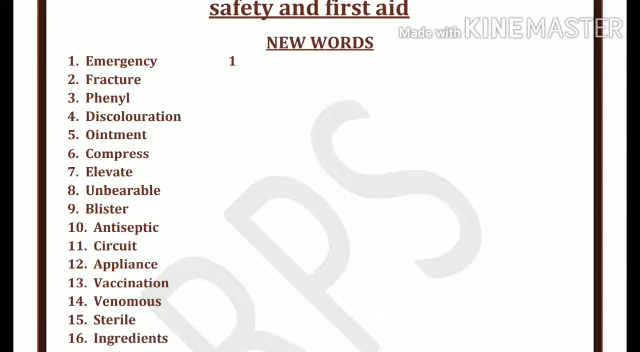 safety and first aid
Made with KINEMASTER
NEW WORDS
1. Emergency 1
2. Fracture
3. Phenyl
4. Discolouration
5. Ointment
6. Compress
7. Elevate
8. Unbearable
9. Blister
10. Antiseptic
11. Circuit
12. Appliance
13. Vaccination
14. Venomous
15. Sterile
16. Ingredients
RPS